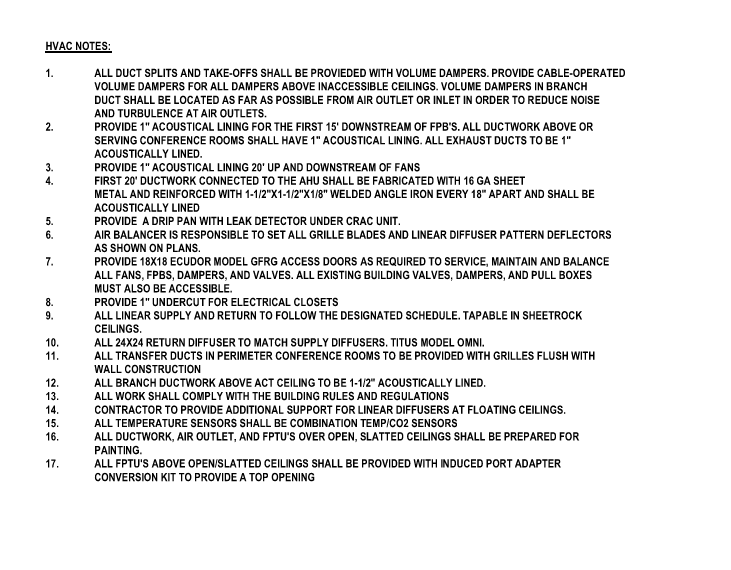 HVAC NOTES:
1. ALL DUCT SPLITS AND TAKE-OFFS SHALL BE PROVIEDED WITH VOLUME DAMPERS. PROVIDE CABLE-OPERATED
VOLUME DAMPERS FOR ALL DAMPERS ABOVE INACCESSIBLE CEILINGS. VOLUME DAMPERS IN BRANCH
DUCT SHALL BE LOCATED AS FAR AS POSSIBLE FROM AIR OUTLET OR INLET IN ORDER TO REDUCE NOISE
AND TURBULENCE AT AIR OUTLETS.
2. PROVIDE 1" ACOUSTICAL LINING FOR THE FIRST 15' DOWNSTREAM OF FPB'S. ALL DUCTWORK ABOVE OR
SERVING CONFERENCE ROOMS SHALL HAVE 1" ACOUSTICAL LINING. ALL EXHAUST DUCTS TO BE 1"
ACOUSTICALLY LINED.
3. PROVIDE 1" ACOUSTICAL LINING 20' UP AND DOWNSTREAM OF FANS
4. FIRST 20' DUCTWORK CONNECTED TO THE AHU SHALL BE FABRICATED WITH 16 GA SHEET
METAL AND REINFORCED WITH 1-1/2"X1-1/2"X1/8" WELDED ANGLE IRON EVERY 18" APART AND SHALL BE
ACOUSTICALLY LINED
5. PROVIDE A DRIP PAN WITH LEAK DETECTOR UNDER CRAC UNIT.
6. AIR BALANCER IS RESPONSIBLE TO SET ALL GRILLE BLADES AND LINEAR DIFFUSER PATTERN DEFLECTORS
AS SHOWN ON PLANS.
7. PROVIDE 18X18 ECUDOR MODEL GFRG ACCESS DOORS AS REQUIRED TO SERVICE, MAINTAIN AND BALANCE
ALL FANS, FPBS, DAMPERS, AND VALVES. ALL EXISTING BUILDING VALVES, DAMPERS, AND PULL BOXES
MUST ALSO BE ACCESSIBLE.
8. PROVIDE 1" UNDERCUT FOR ELECTRICAL CLOSETS
9. ALL LINEAR SUPPLY AND RETURN TO FOLLOW THE DESIGNATED SCHEDULE. TAPABLE IN SHEETROCK
CEILINGS.
10. ALL 24X24 RETURN DIFFUSER TO MATCH SUPPLY DIFFUSERS. TITUS MODEL OMNI.
11. ALL TRANSFER DUCTS IN PERIMETER CONFERENCE ROOMS TO BE PROVIDED WITH GRILLES FLUSH WITH
WALL CONSTRUCTION
12. ALL BRANCH DUCTWORK ABOVE ACT CEILING TO BE 1-1/2" ACOUSTICALLY LINED.
13. ALL WORK SHALL COMPLY WITH THE BUILDING RULES AND REGULATIONS
14. CONTRACTOR TO PROVIDE ADDITIONAL SUPPORT FOR LINEAR DIFFUSERS AT FLOATING CEILINGS.
15. ALL TEMPERATURE SENSORS SHALL BE COMBINATION TEMP/CO2 SENSORS
16. ALL DUCTWORK, AIR OUTLET, AND FPTU'S OVER OPEN, SLATTED CEILINGS SHALL BE PREPARED FOR
PAINTING.
17. ALL FPTU'S ABOVE OPEN/SLATTED CEILINGS SHALL BE PROVIDED WITH INDUCED PORT ADAPTER
CONVERSION KIT TO PROVIDE A TOP OPENING